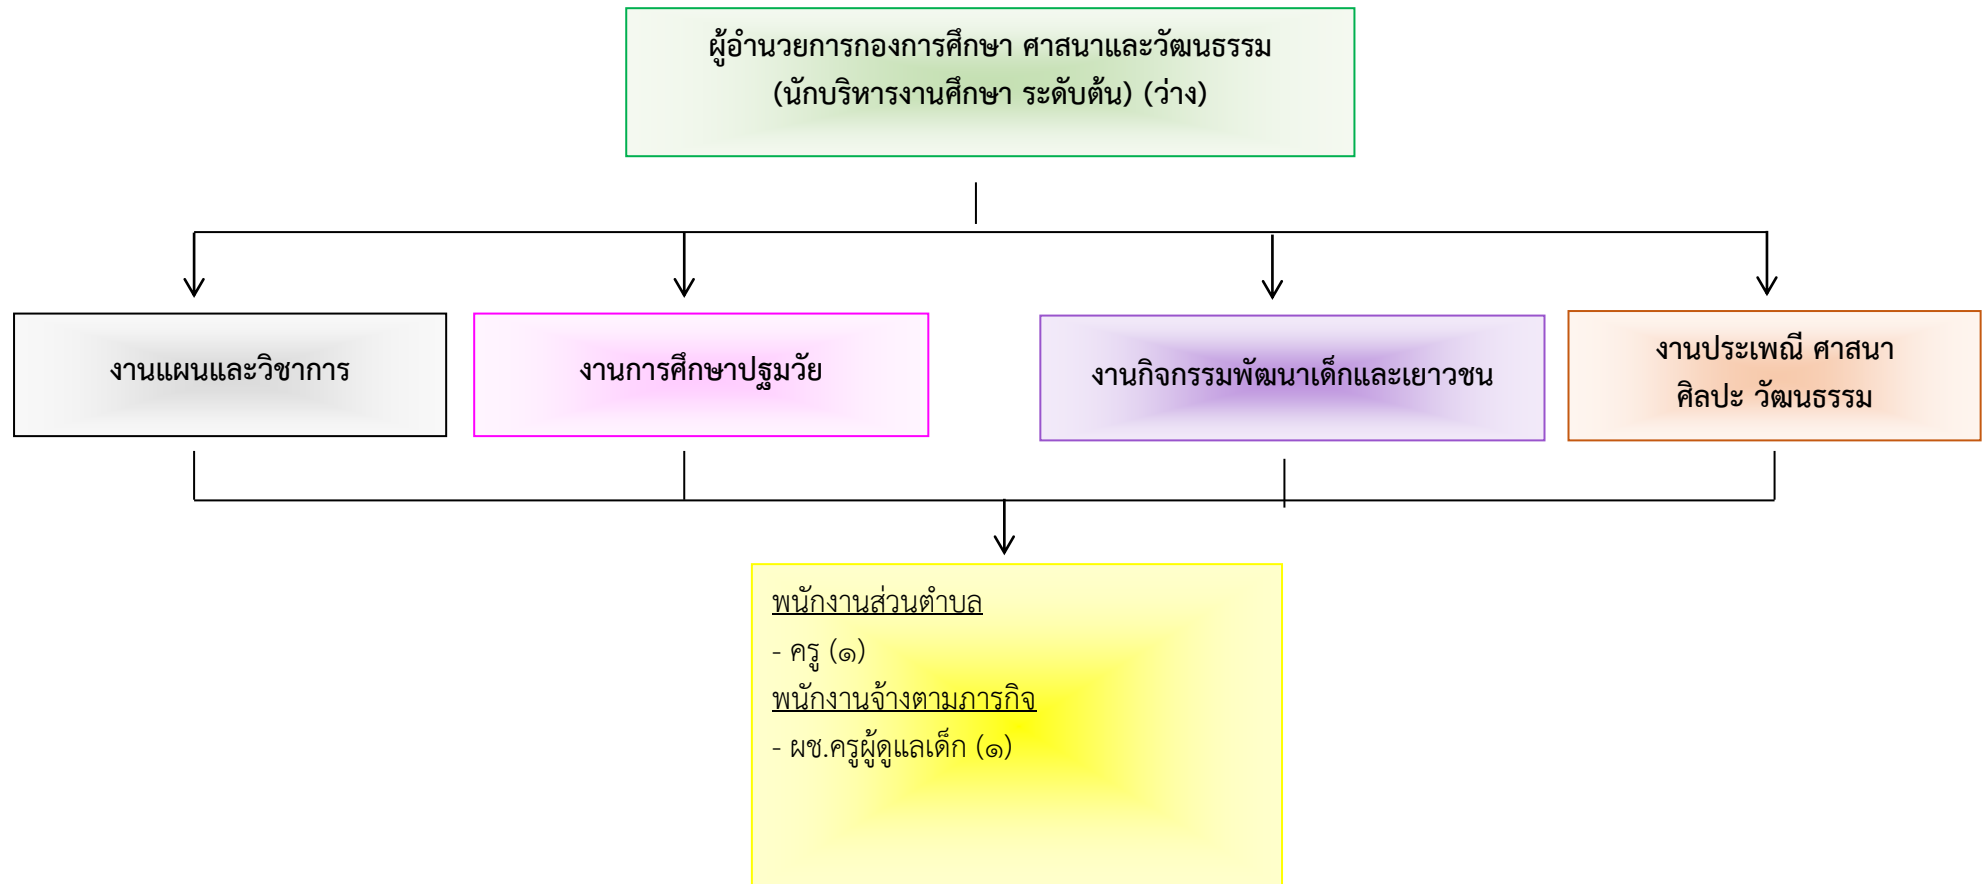 ผู้อำนวยการกองการศึกษา ศาสนาและวัฒนธรรม
(นักบริหารงานศึกษา ระดับต้น) (ว่าง)
งานแผนและวิชาการ
งานการศึกษาปฐมวัย
งานกิจกรรมพัฒนาเด็กและเยาวชน
งานประเพณี ศาสนา
ศิลปะ วัฒนธรรม
พนักงานส่วนตำบล
- ครู (๑)
พนักงานจ้างตามภารกิจ
- ผช.ครูผู้ดูแลเด็ก (๑)